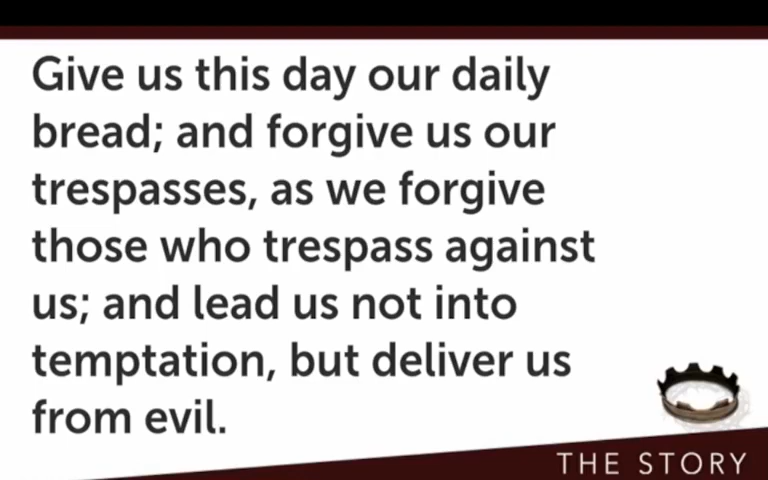 Give us this day our daily
bread; and forgive us our
trespasses, as we forgive
those who trespass against
us; and lead us not into
temptation, but deliver us
from evil.
THE STORY